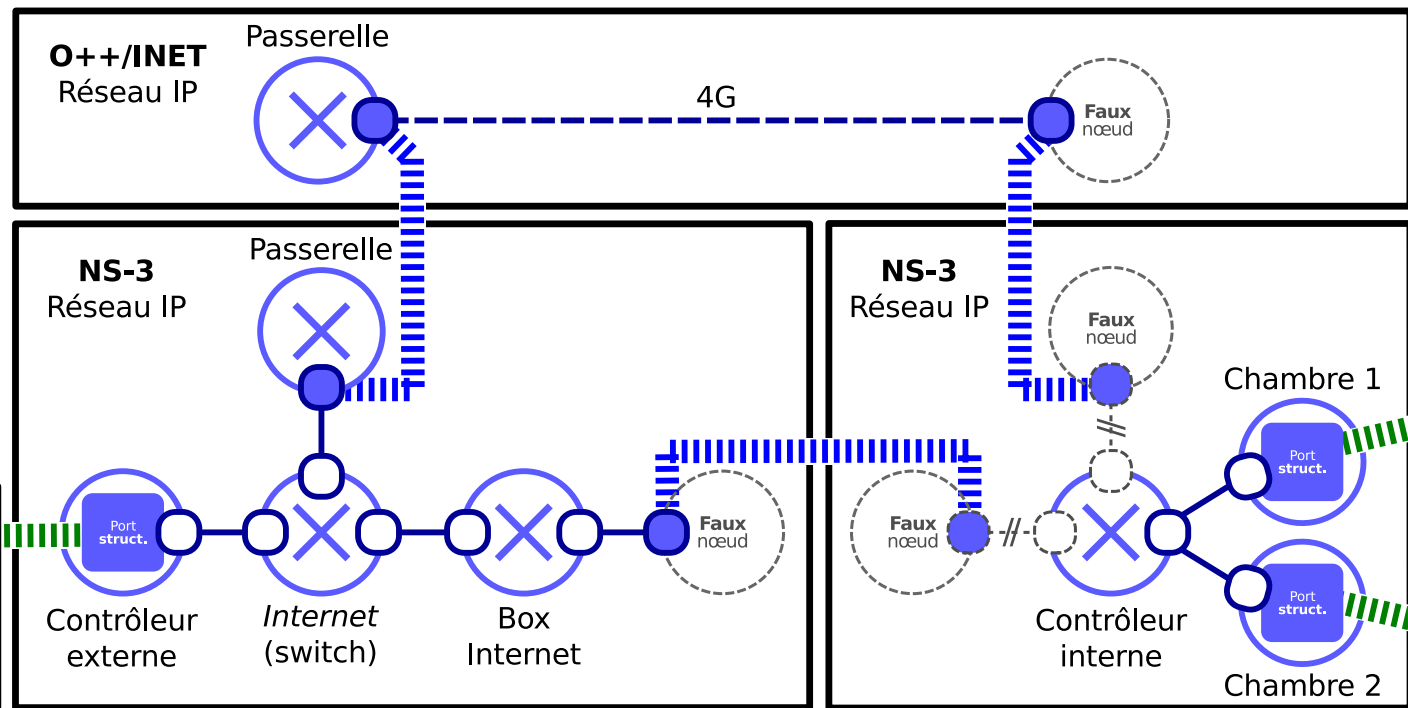 O++/INET
Réseau IP
Passerelle
4G
Faux
nœud
NS-3
Réseau IP
Passerelle
Port
struct.
Contrôleur
externe
Internet
(switch)
Box
Internet
Faux
nœud
NS-3
Réseau IP
Faux
nœud
Faux
nœud
Contrôleur
interne
Chambre 1
Port
struct.
Port
struct.
Chambre 2